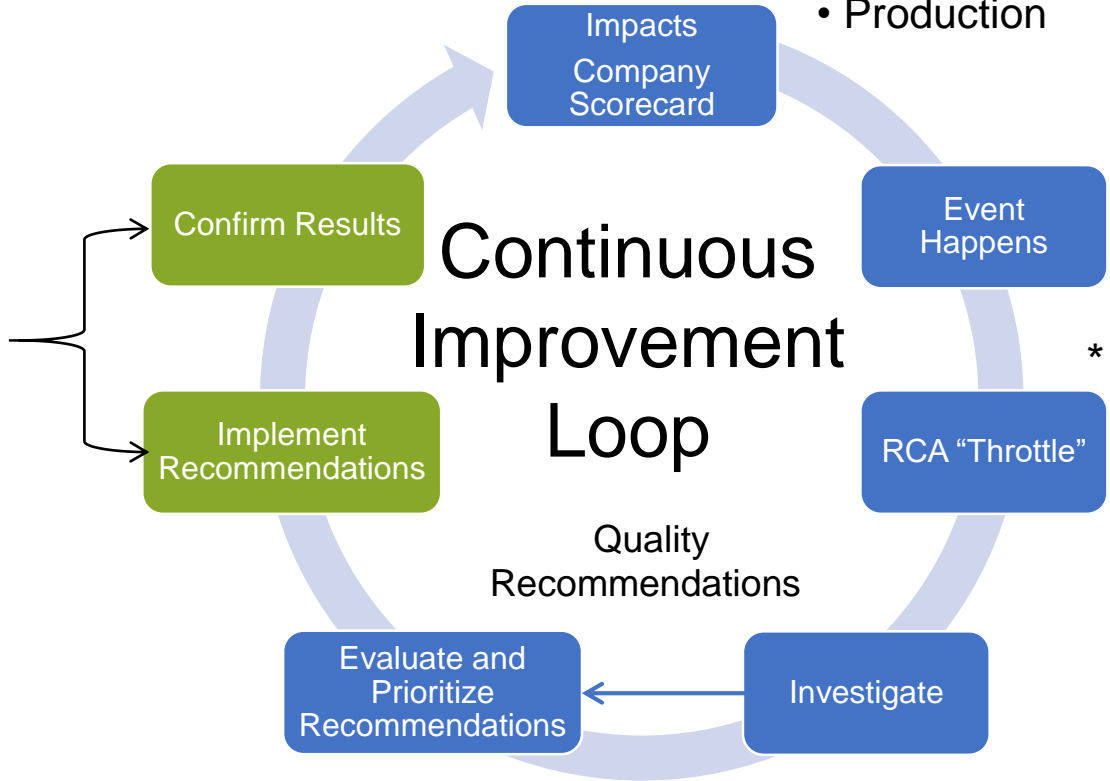 • Production
Impacts
Company
Scorecard
Event
Happens
Confirm Results
Continuous
Improvement
Loop
*
RCA “Throttle”
Implement
Recommendations
Quality
Recommendations
Evaluate and
Prioritize
Recommendations
Investigate